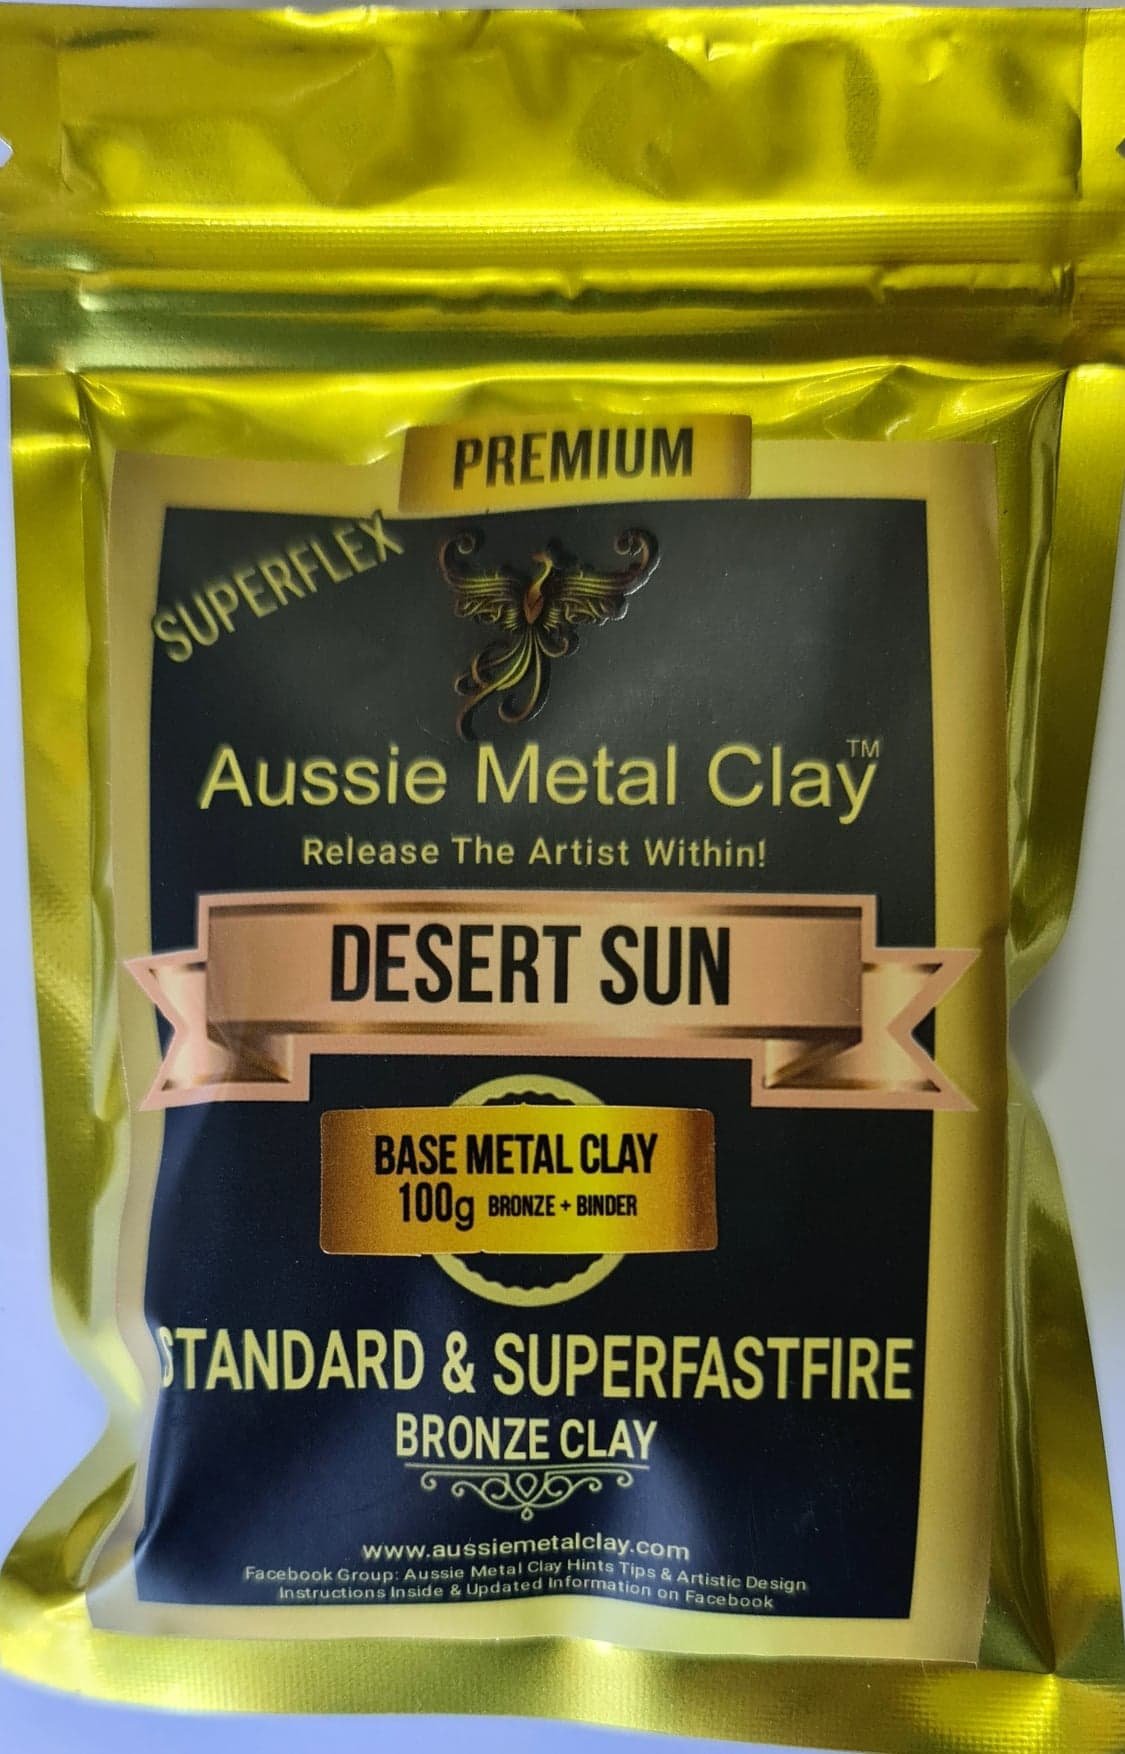 PREMIUM
SUPERFLEX
Aussie Metal Clay™
Release The Artist Within!
DESERT SUN
BASE METAL CLAY
100g BRONZE + BINDER
STANDARD & SUPERFASTFIRE
BRONZE CLAY
www.aussiemetalclay.com
Facebook Group: Aussie Metal Clay Hints Tips & Artistic Design
Instructions Inside & Updated Information on Facebook